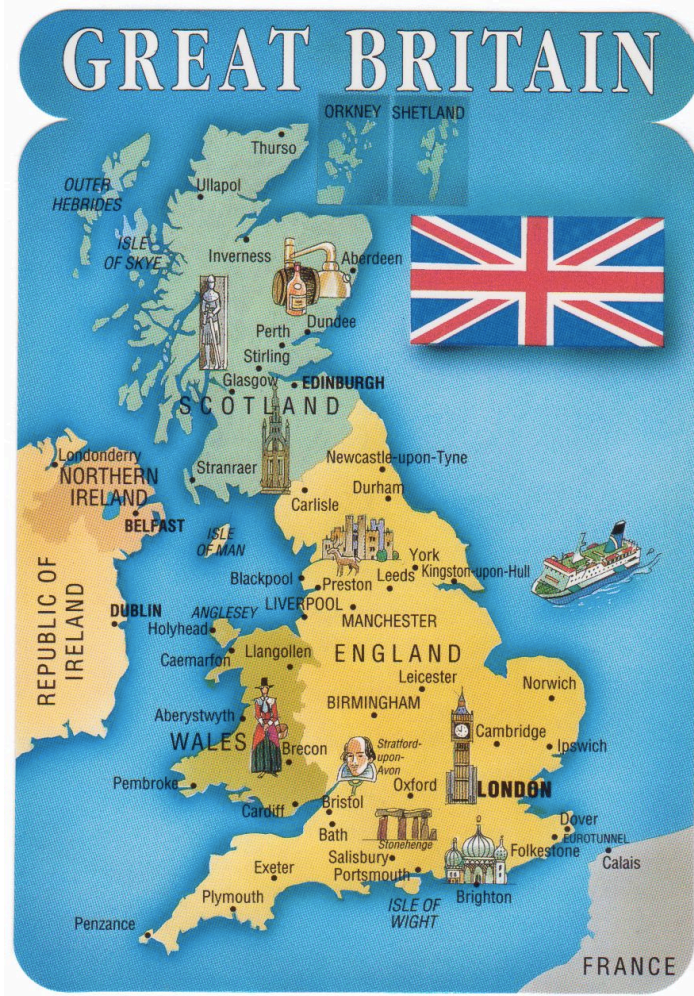 GREAT BRITAIN
ORKNEY
SHETLAND
Thurso
OUTER
HEBRIDES
Ullapol
ISLE
OF SKYE
Inverness
Aberdeen
Dundee
Perth
Stirling
Glasgow
EDINBURGH
SCOTLAND
Londonderry
NORTHERN
IRELAND
Stranraer
Newcastle-upon-Tyne
Durham
Carlisle
BELFAST
ISLE
OF MAN
York
Blackpool
Preston
Leeds
Kingston-upon-Hull
REPUBLIC OF
IRELAND
DUBLIN
ANGLESEY
LIVERPOOL
MANCHESTER
Holyhead
Caemarfon
Llangollen
ENGLAND
Leicester
Norwich
BIRMINGHAM
Aberystwyth
WALES
Brecon
Stratford-
upon-
Avon
Cambridge
Ipswich
Pembroke
Oxford
LONDON
Cardiff
Bristol
Bath
Stonehenge
Dover
EUROTUNNEL
Folkestone
Calais
Salisbury
Portsmouth
Exeter
Plymouth
ISLE OF
WIGHT
Brighton
Penzance
FRANCE